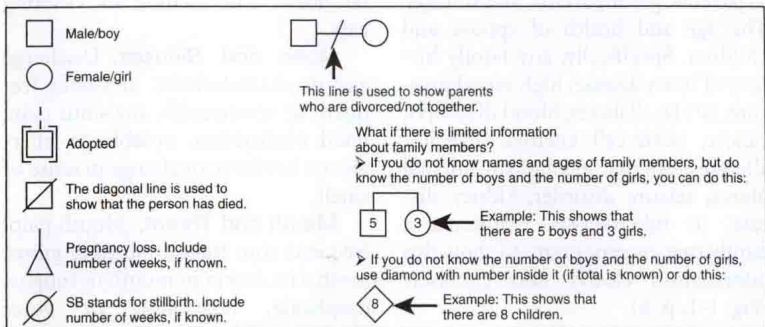 Male/boy
Female/girl
Adopted
The diagonal line is used to
show that the person has died.
Pregnancy loss. Include
number of weeks, if known.
SB stands for stillbirth. Include
number of weeks, if known.
This line is used to show parents
who are divorced/not together.
What if there is limited information
about family members?
➢ If you do not know names and ages of family members, but do
know the number of boys and the number of girls, you can do this:
5
3
Example: This shows that
there are 5 boys and 3 girls.
➢ If you do not know the number of boys and the number of girls,
use diamond with number inside it (if total is known) or do this:
8
Example: This shows that
there are 8 children.